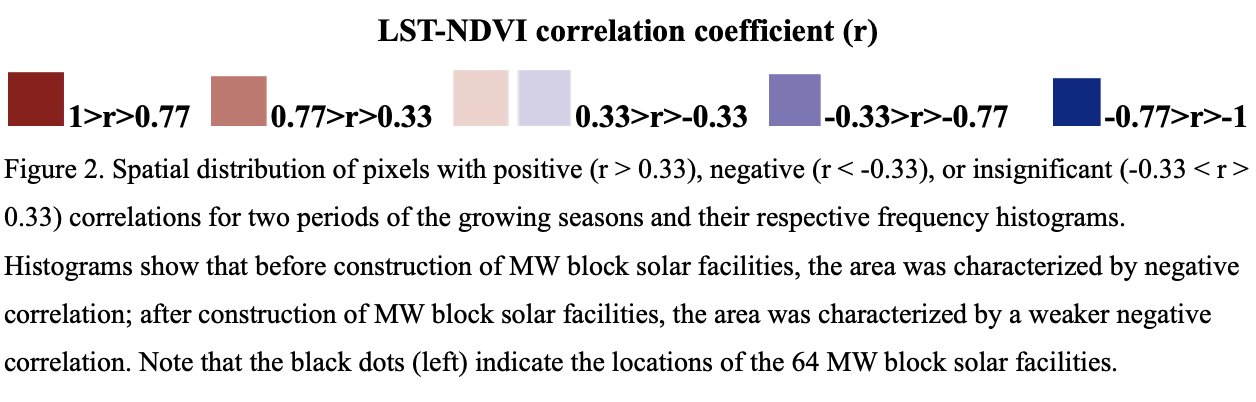 LST-NDVI correlation coefficient (r)
1>r>0.77 0.77>r>0.33 0.33>r>-0.33 -0.33>r>-0.77 -0.77>r>-1
Figure 2. Spatial distribution of pixels with positive (r > 0.33), negative (r < -0.33), or insignificant (-0.33 < r >
0.33) correlations for two periods of the growing seasons and their respective frequency histograms.
Histograms show that before construction of MW block solar facilities, the area was characterized by negative
correlation; after construction of MW block solar facilities, the area was characterized by a weaker negative
correlation. Note that the black dots (left) indicate the locations of the 64 MW block solar facilities.